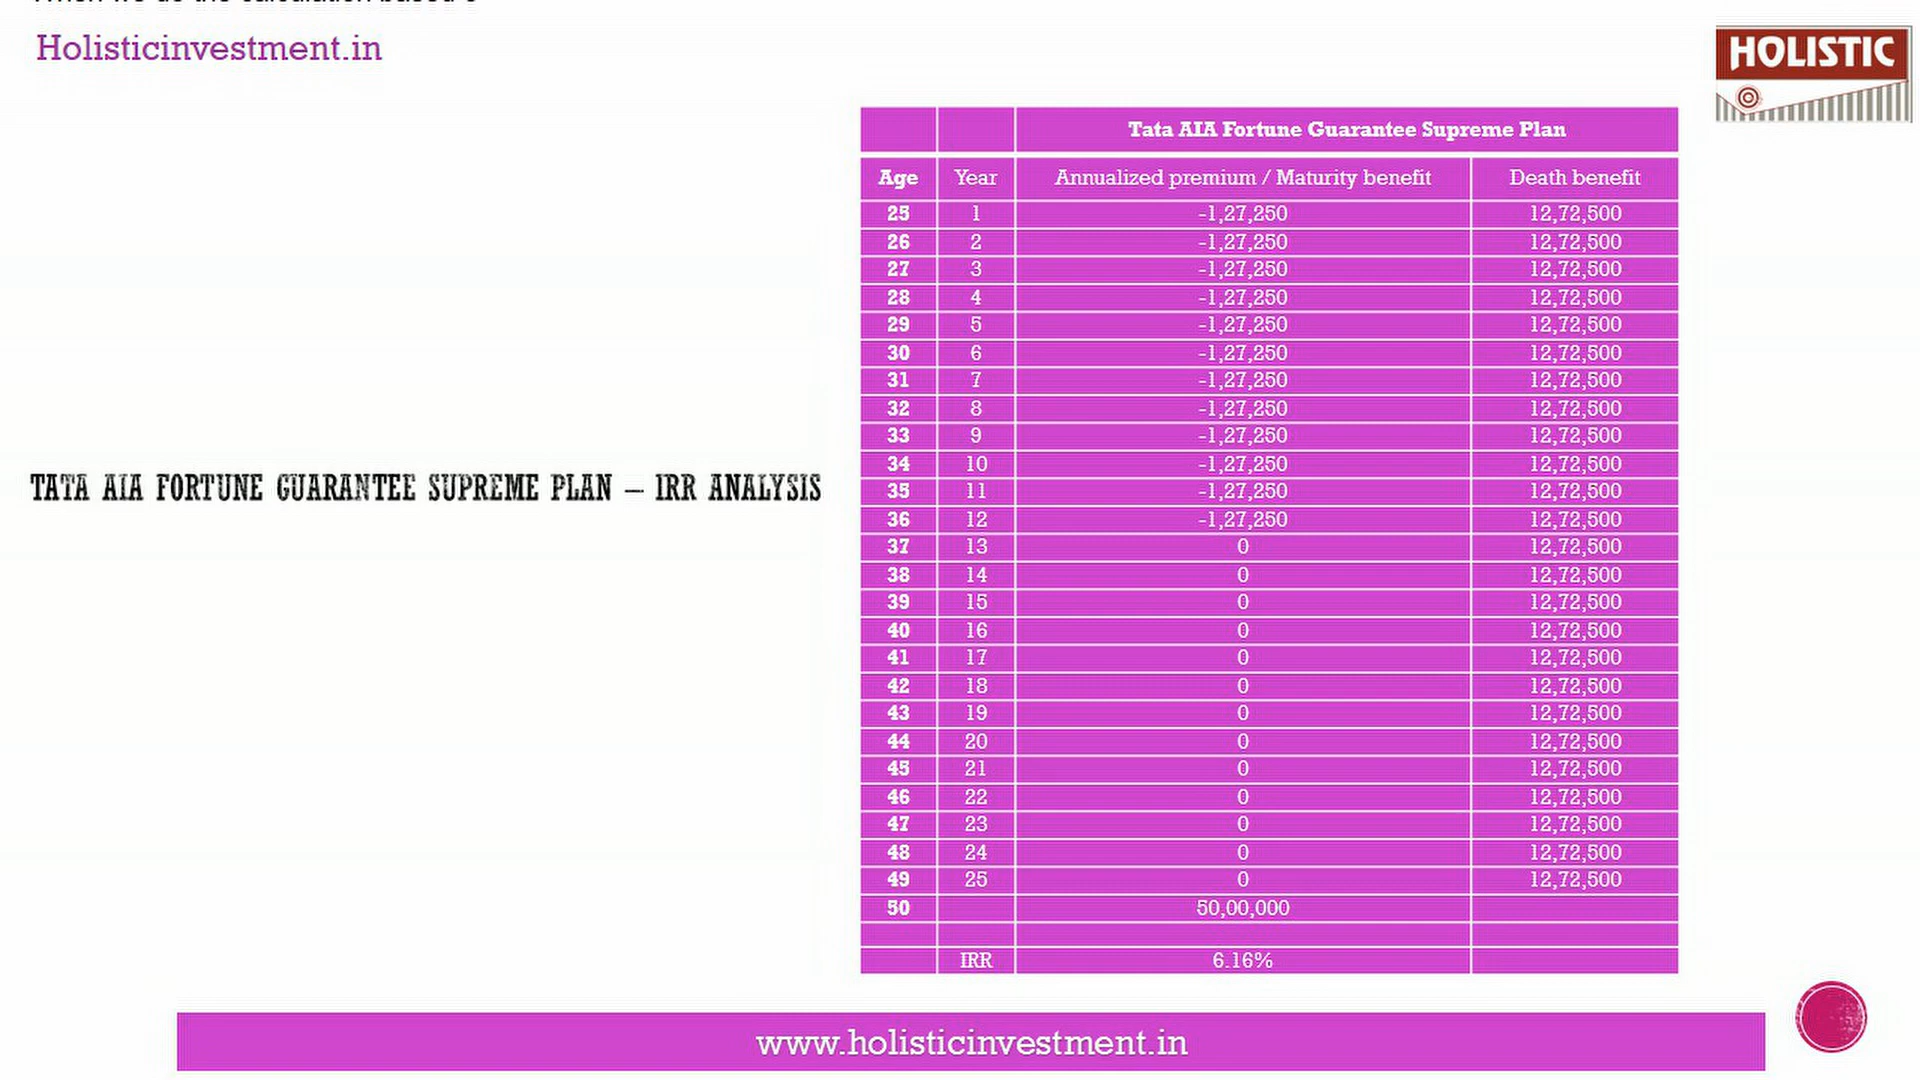 Holisticinvestment.in
HOLISTIC
TATA AIA FORTUNE GUARANTEE SUPREME PLAN – IRR ANALYSIS
Tata AIA Fortune Guarantee Supreme Plan
Age Year Annualized premium / Maturity benefit Death benefit
25 1 -1,27,250 12,72,500
26 2 -1,27,250 12,72,500
27 3 -1,27,250 12,72,500
28 4 -1,27,250 12,72,500
29 5 -1,27,250 12,72,500
30 6 -1,27,250 12,72,500
31 7 -1,27,250 12,72,500
32 8 -1,27,250 12,72,500
33 9 -1,27,250 12,72,500
34 10 -1,27,250 12,72,500
35 11 -1,27,250 12,72,500
36 12 -1,27,250 12,72,500
37 13 0 12,72,500
38 14 0 12,72,500
39 15 0 12,72,500
40 16 0 12,72,500
41 17 0 12,72,500
42 18 0 12,72,500
43 19 0 12,72,500
44 20 0 12,72,500
45 21 0 12,72,500
46 22 0 12,72,500
47 23 0 12,72,500
48 24 0 12,72,500
49 25 0 12,72,500
50 50,00,000
IRR 6.16%
www.holisticinvestment.in